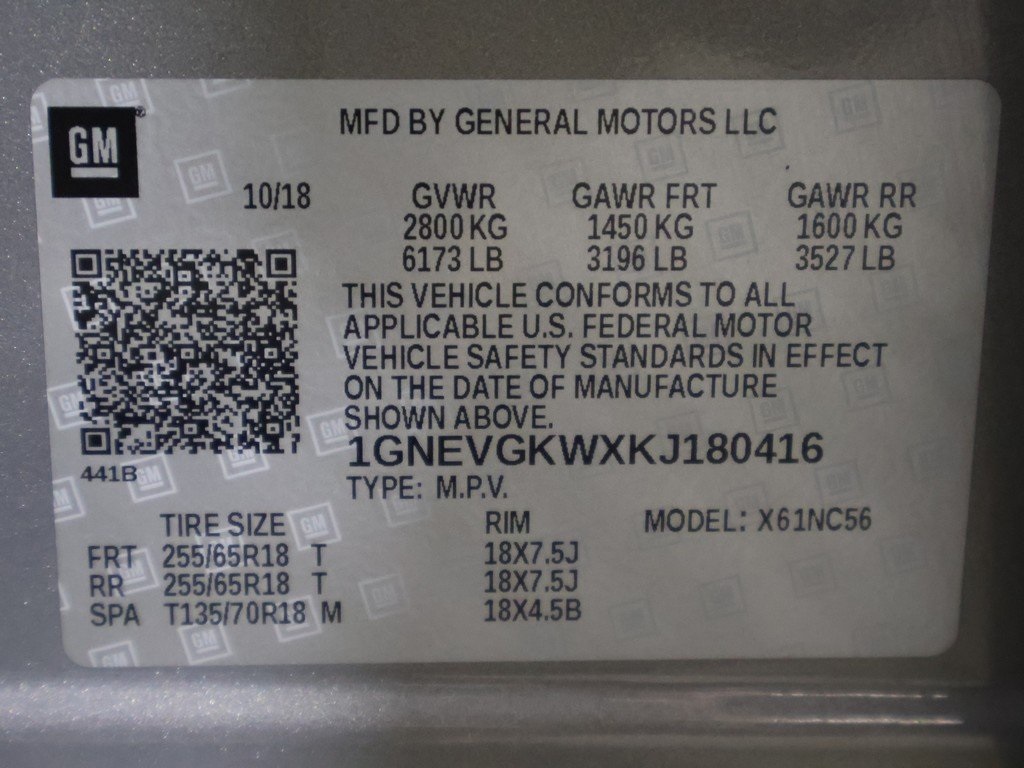 GM
MFD BY GENERAL MOTORS LLC
10/18 GVWR GAWR FRT GAWR RR
2800 KG 1450 KG 1600 KG
6173 LB 3196 LB 3527 LB
THIS VEHICLE CONFORMS TO ALL
APPLICABLE U.S. FEDERAL MOTOR
VEHICLE SAFETY STANDARDS IN EFFECT
ON THE DATE OF MANUFACTURE
SHOWN ABOVE.
1GNEVGKWXKJ180416
441B
TYPE: M.P.V.
TIRE SIZE RIM MODEL: X61NC56
FRT 255/65R18 T 18X7.5J
RR 255/65R18 T 18X7.5J
SPA T135/70R18 M 18X4.5B